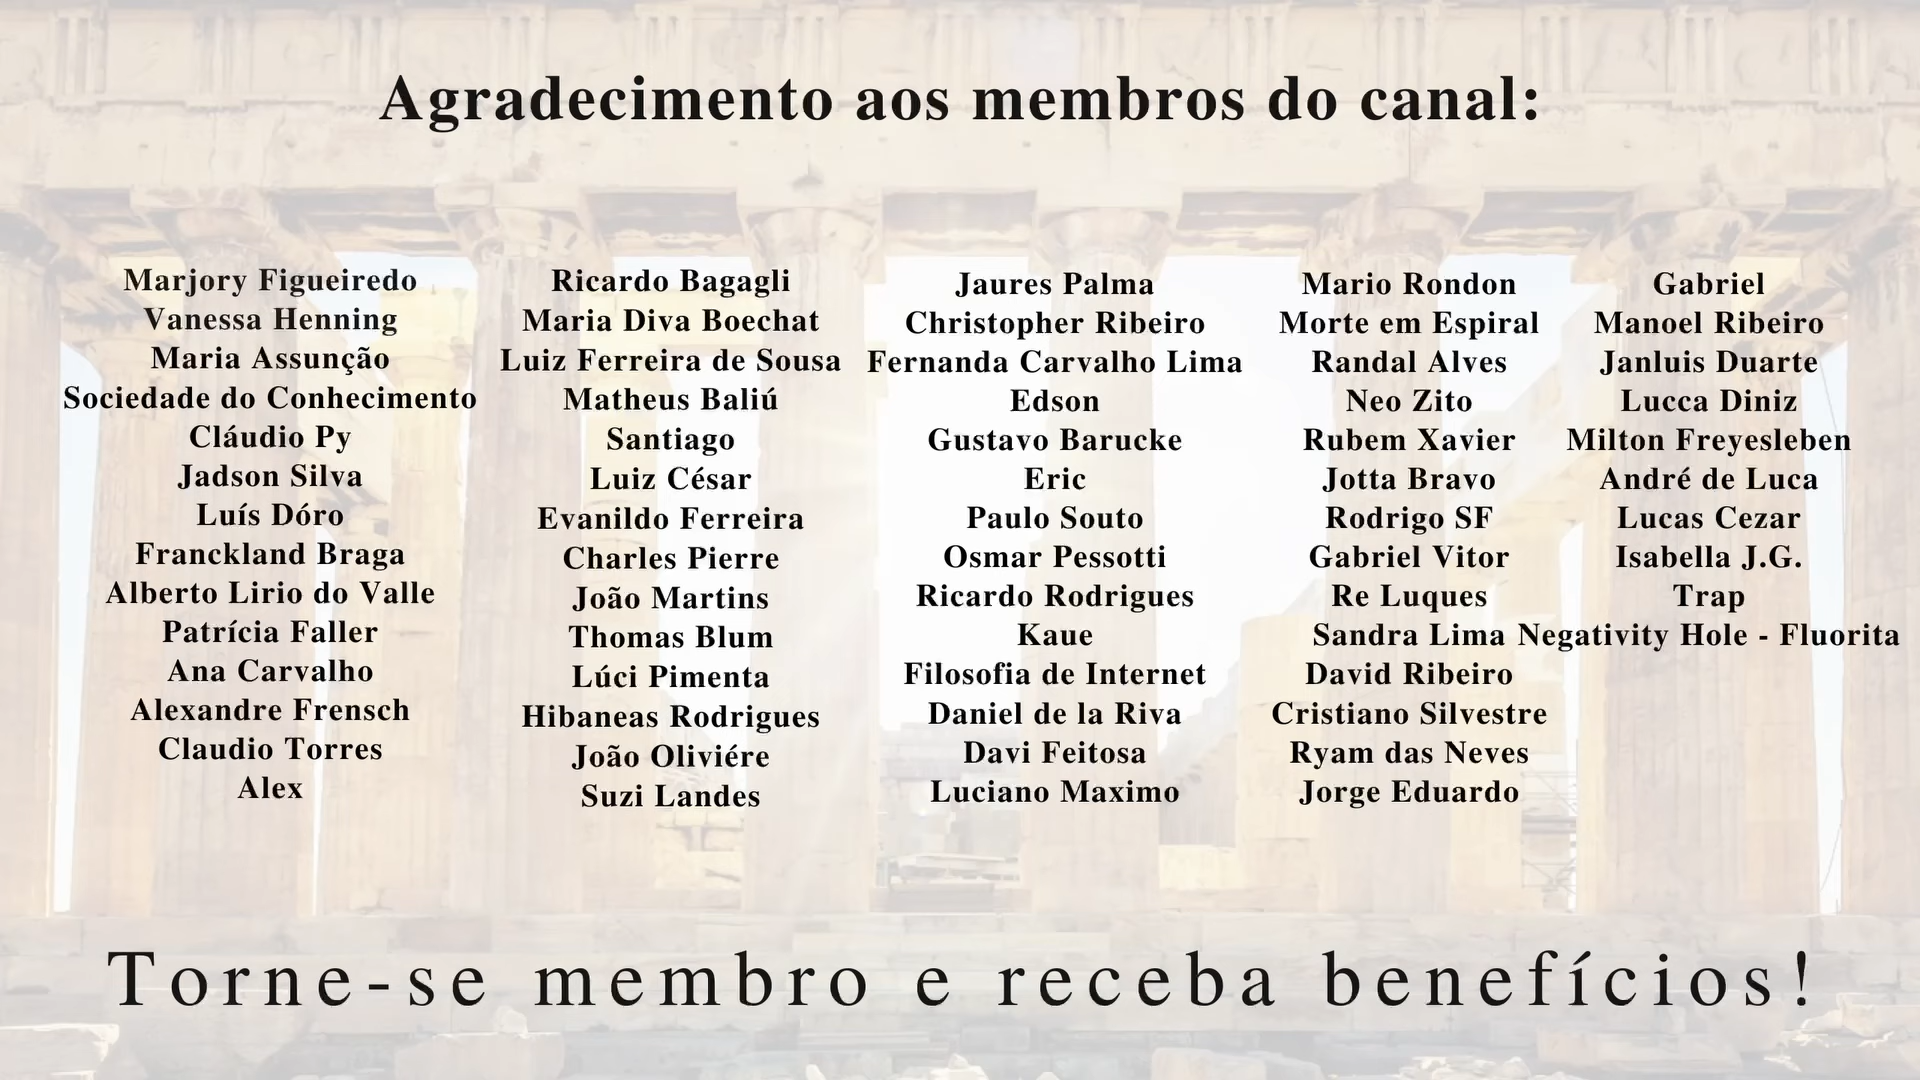 Agradecimento aos membros do canal:
Marjory Figueiredo
Vanessa Henning
Maria Assunção
Sociedade do Conhecimento
Cláudio Py
Jadson Silva
Luís Dóro
Franckland Braga
Alberto Lirio do Valle
Patrícia Faller
Ana Carvalho
Alexandre Frensch
Claudio Torres
Alex
Ricardo Bagagli
Maria Diva Boechat
Luiz Ferreira de Sousa
Matheus Baliú
Santiago
Luiz César
Evanildo Ferreira
Charles Pierre
João Martins
Thomas Blum
Lúci Pimenta
Hibaneas Rodrigues
João Oliviére
Suzi Landes
Jaures Palma
Christopher Ribeiro
Fernanda Carvalho Lima
Edson
Gustavo Barucke
Eric
Paulo Souto
Osmar Pessotti
Ricardo Rodrigues
Kaue
Filosofia de Internet
Daniel de la Riva
Davi Feitosa
Luciano Maximo
Mario Rondon
Morte em Espiral
Randal Alves
Neo Zito
Rubem Xavier
Jotta Bravo
Rodrigo SF
Gabriel Vitor
Re Luques
Sandra Lima
David Ribeiro
Cristiano Silvestre
Ryam das Neves
Jorge Eduardo
Gabriel
Manoel Ribeiro
Janluis Duarte
Lucca Diniz
Milton Freyesleben
André de Luca
Lucas Cezar
Isabella J.G.
Trap
Negativity Hole - Fluorita
Torne-se membro e receba benefícios!